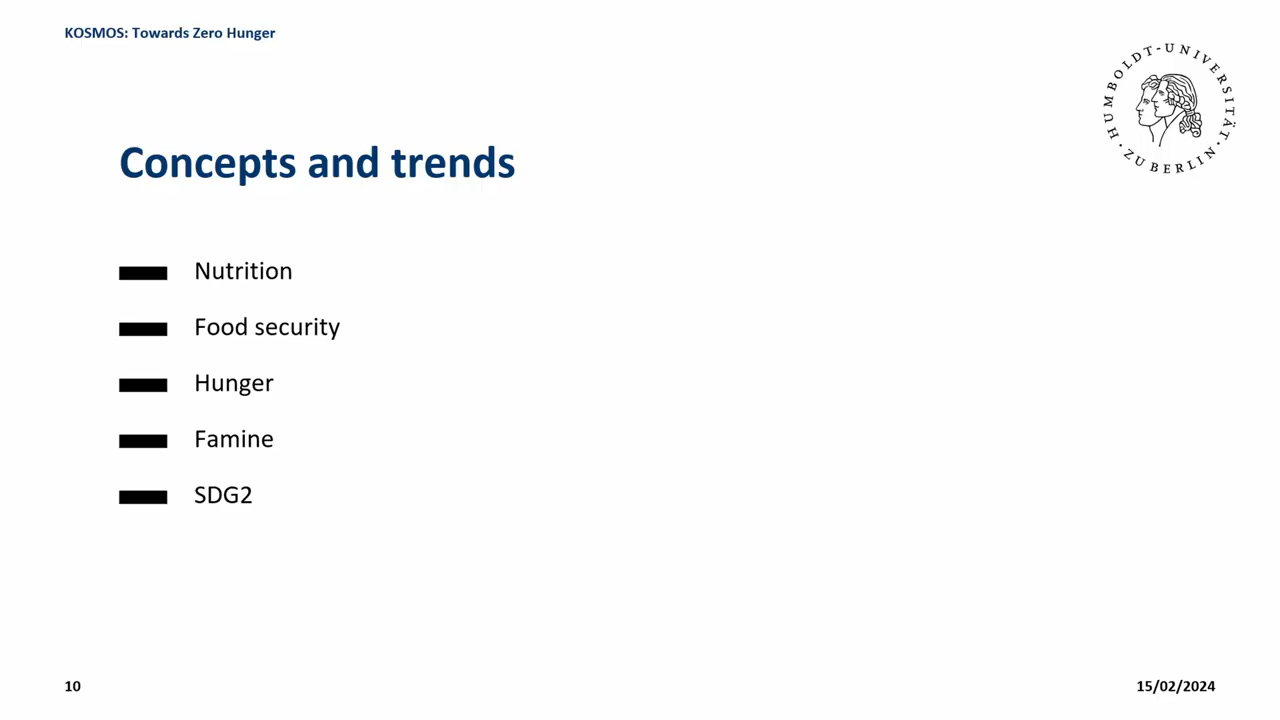 KOSMOS: Towards Zero Hunger
HUMBOLDT-UNIVERSITÄT · ZU BERLIN ·
Concepts and trends
Nutrition
Food security
Hunger
Famine
SDG2
10
15/02/2024